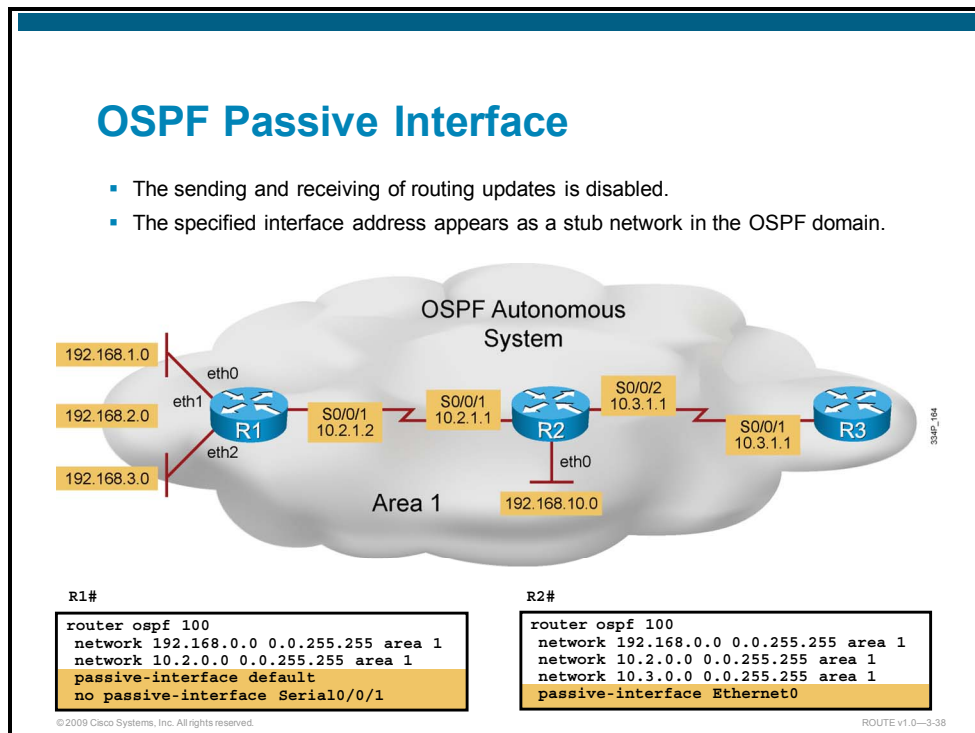 OSPF Passive Interface
▪ The sending and receiving of routing updates is disabled.
▪ The specified interface address appears as a stub network in the OSPF domain.
OSPF Autonomous
System
192.168.1.0
eth0
eth1
192.168.2.0
R1
eth2
192.168.3.0
S0/0/1
10.2.1.2
S0/0/1
10.2.1.1
R2
S0/0/2
10.3.1.1
S0/0/1
10.3.1.1
R3
eth0
192.168.10.0
Area 1
334P_164
R1#
router ospf 100
network 192.168.0.0 0.0.255.255 area 1
network 10.2.0.0 0.0.255.255 area 1
passive-interface default
no passive-interface Serial0/0/1
R2#
router ospf 100
network 192.168.0.0 0.0.255.255 area 1
network 10.2.0.0 0.0.255.255 area 1
network 10.3.0.0 0.0.255.255 area 1
passive-interface Ethernet0
© 2009 Cisco Systems, Inc. All rights reserved.
ROUTE v1.0—3-38